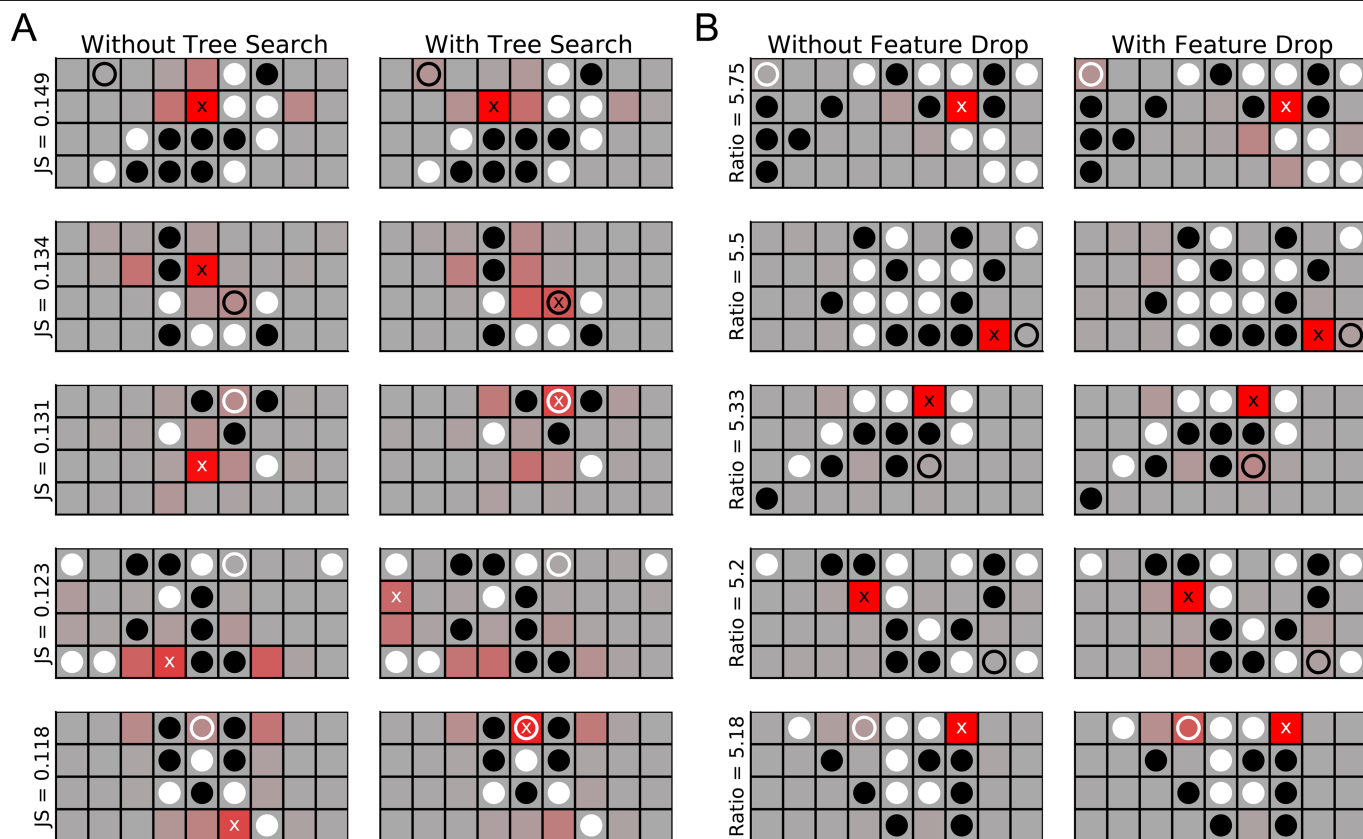 A
B
Without Tree Search
With Tree Search
Without Feature Drop
With Feature Drop
JS = 0.149
x
x
Ratio = 5.75
x
x
JS = 0.134
x
x
Ratio = 5.5
x
x
JS = 0.131
x
x
Ratio = 5.33
x
x
JS = 0.123
x
x
Ratio = 5.2
x
x
JS = 0.118
x
x
Ratio = 5.18
x
x